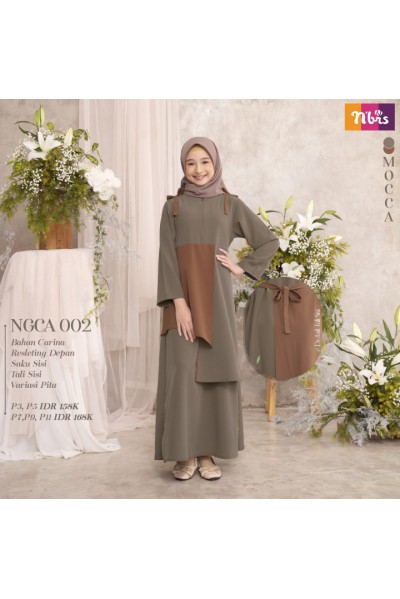 Nbrs
MOCCA
NGCA 002
Bahan Carina
Resleting Depan
Saku Sisi
Tali Sisi
Variasi Pita
P3, P5 IDR 158K
P7,P9, P11 IDR 168K
Detail